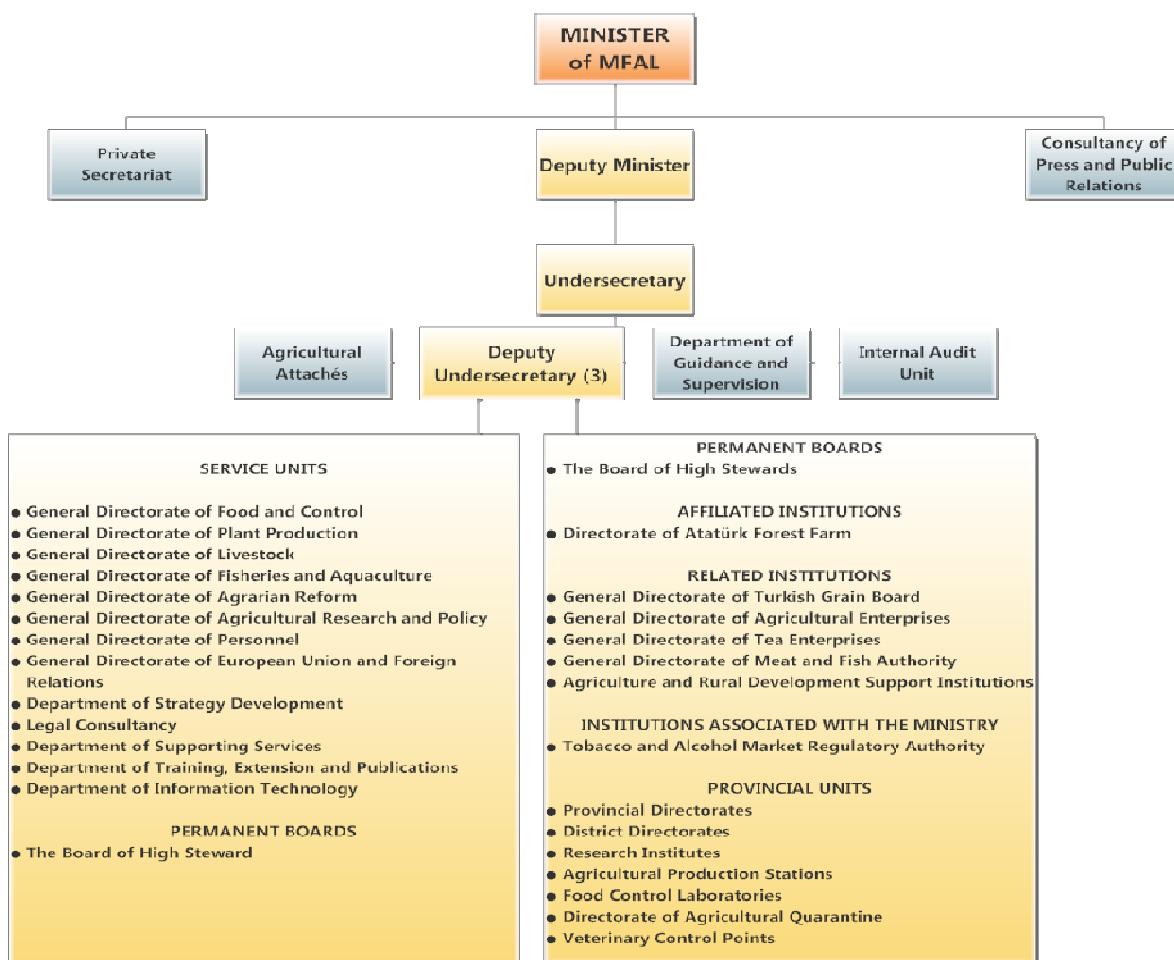 MINISTER
of MFAL
Private
Secretariat
Deputy Minister
Consultancy of
Press and Public
Relations
Undersecretary
Agricultural
Attachés
Deputy
Undersecretary (3)
Department of
Guidance and
Supervision
Internal Audit
Unit
SERVICE UNITS
● General Directorate of Food and Control
● General Directorate of Plant Production
● General Directorate of Livestock
● General Directorate of Fisheries and Aquaculture
● General Directorate of Agrarian Reform
● General Directorate of Agricultural Research and Policy
● General Directorate of Personnel
● General Directorate of European Union and Foreign
Relations
● Department of Strategy Development
● Legal Consultancy
● Department of Supporting Services
● Department of Training, Extension and Publications
● Department of Information Technology
PERMANENT BOARDS
● The Board of High Steward
PERMANENT BOARDS
● The Board of High Stewards
AFFILIATED INSTITUTIONS
● Directorate of Atatürk Forest Farm
RELATED INSTITUTIONS
● General Directorate of Turkish Grain Board
● General Directorate of Agricultural Enterprises
● General Directorate of Tea Enterprises
● General Directorate of Meat and Fish Authority
● Agriculture and Rural Development Support Institutions
INSTITUTIONS ASSOCIATED WITH THE MINISTRY
● Tobacco and Alcohol Market Regulatory Authority
PROVINCIAL UNITS
● Provincial Directorates
● District Directorates
● Research Institutes
● Agricultural Production Stations
● Food Control Laboratories
● Directorate of Agricultural Quarantine
● Veterinary Control Points